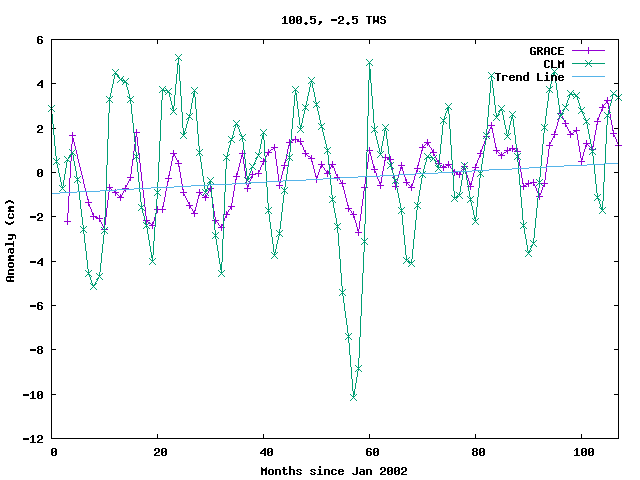 100.5, -2.5 TWS
GRACE
CLM
Trend Line
6
4
2
0
-2
-4
-6
-8
-10
-12
Anomaly (cm)
0 20 40 60 80 100
Months since Jan 2002